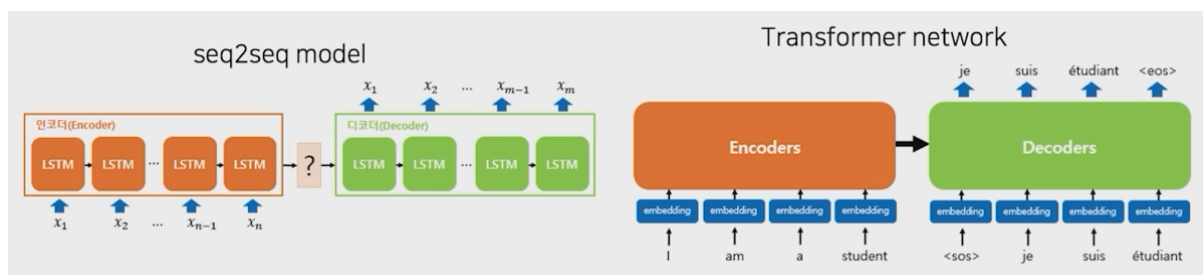 seq2seq model
x₁ x₂ ... xₘ₋₁ xₘ
인코더(Encoder)
디코더(Decoder)
LSTM LSTM ... LSTM LSTM
?
LSTM LSTM ... LSTM LSTM
x₁ x₂ ... xₙ₋₁ xₙ
Transformer network
je suis étudiant <eos>
Encoders
Decoders
embedding embedding embedding embedding
embedding embedding embedding embedding
I am a student
<sos> je suis étudiant